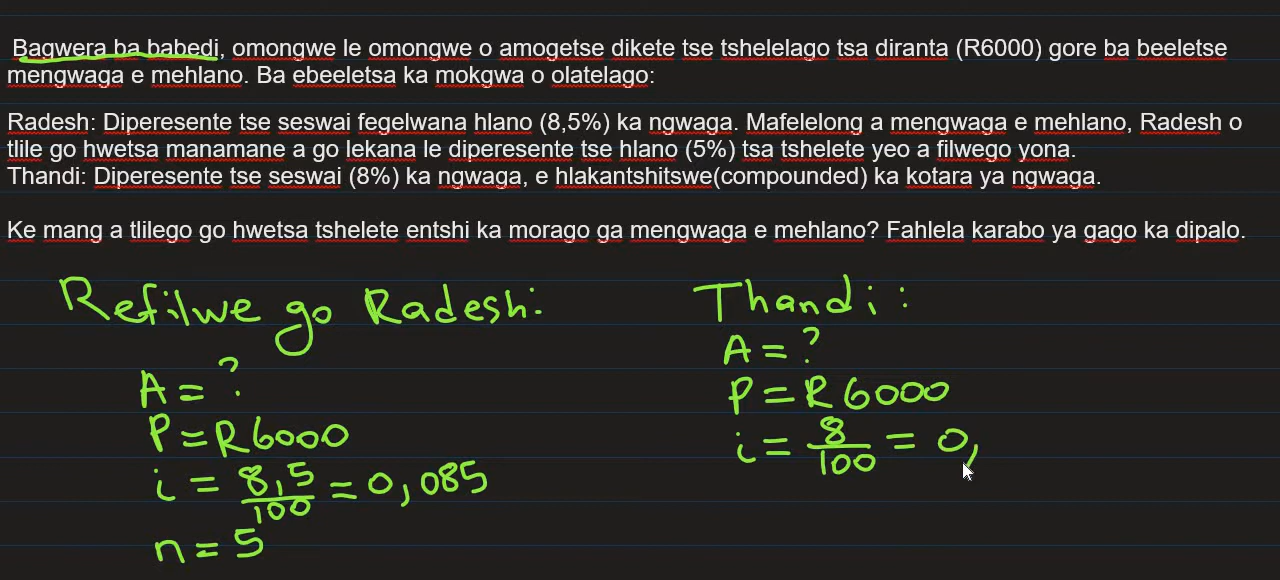 Bagwera ba babedi, omongwe le omongwe o amogetse dikete tse tshelelago tsa diranta (R6000) gore ba beeletse
mengwaga e mehlano. Ba ebeeletsa ka mokgwa o olatelago:
Radesh: Diperesente tse seswai fegelwana hlano (8,5%) ka ngwaga. Mafelelong a mengwaga e mehlano, Radesh o
tlile go hwetsa manamane a go lekana le diperesente tse hlano (5%) tsa tshelete yeo a filwego yona.
Thandi: Diperesente tse seswai (8%) ka ngwaga, e hlakantshitswe(compounded) ka kotara ya ngwaga.
Ke mang a tlilego go hwetsa tshelete entshi ka morago ga mengwaga e mehlano? Fahlela karabo ya gago ka dipalo.
Refilwe go Radesh:
A = ?
P = R6000
i = 8,5/100 = 0,085
n = 5
Thandi:
A = ?
P = R6000
i = 8/100 = 0,